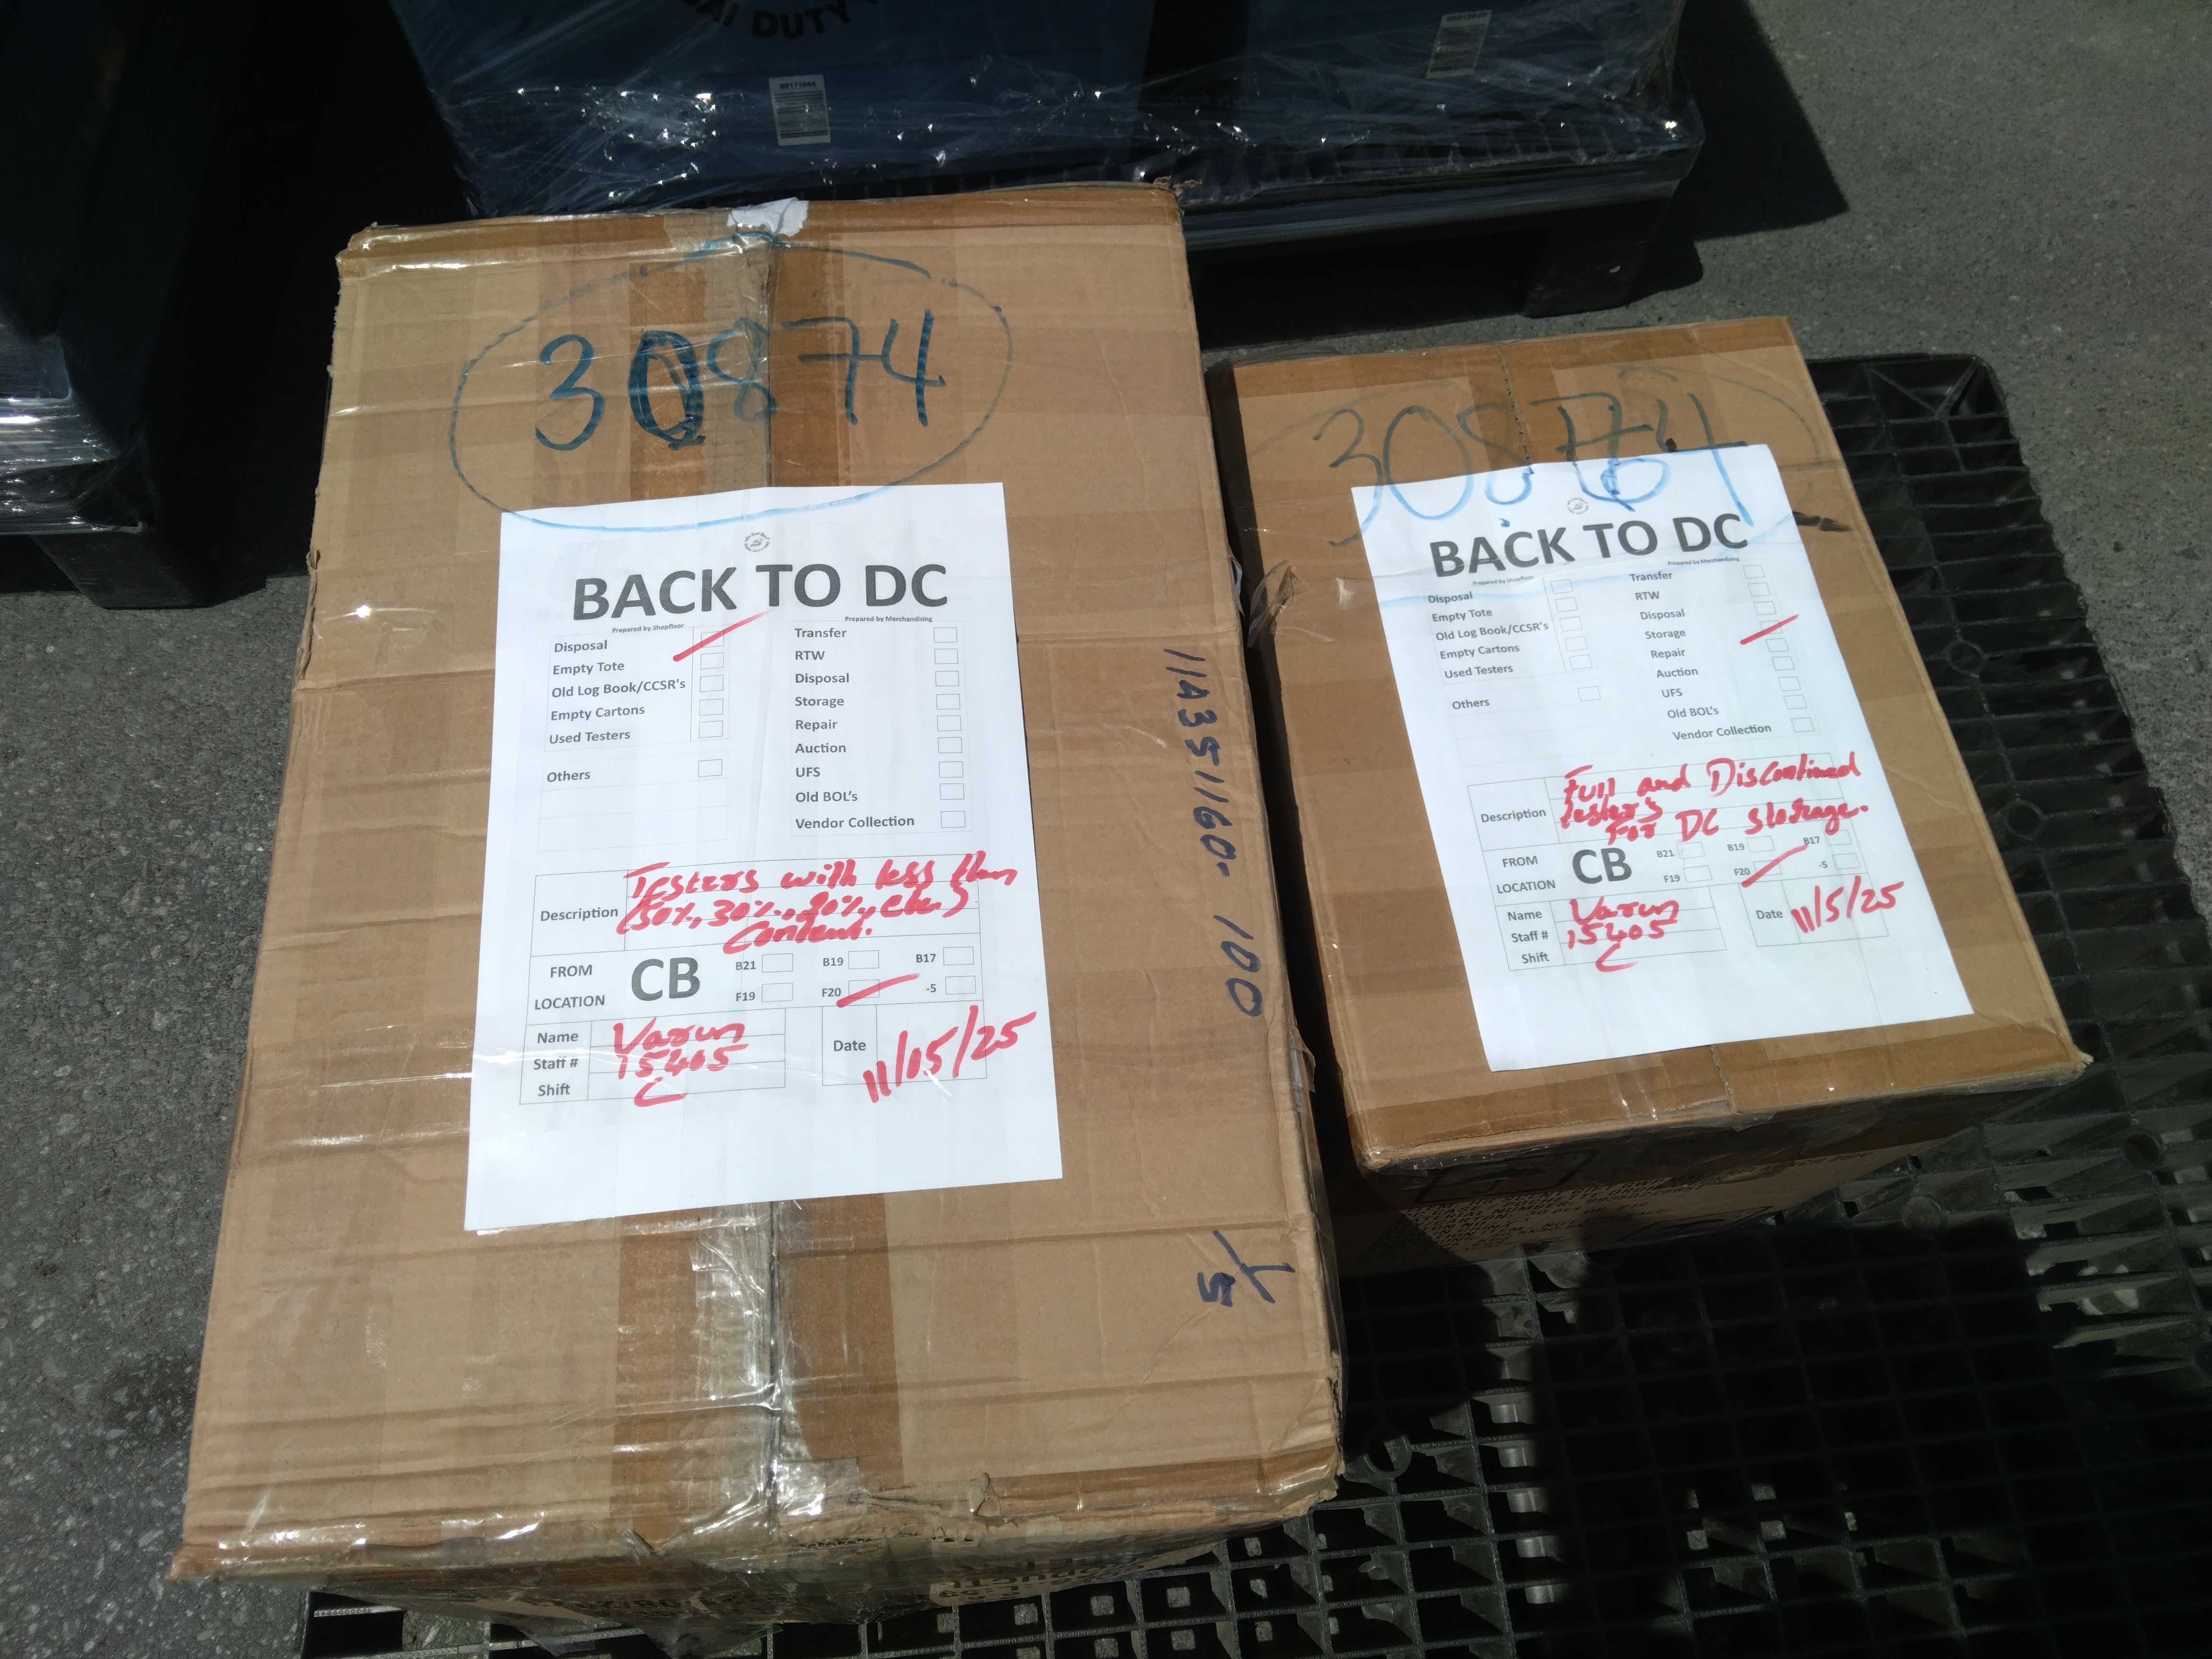 DUTY
30874
BACK TO DC
Prepared by Shopfloor
Prepared by Merchandising
Disposal
Empty Tote
Old Log Book/CCSR's
Empty Cartons
Used Testers
Others
Transfer
RTW
Disposal
Storage
Repair
Auction
UFS
Old BOL's
Vendor Collection
Description
Testers with less than
(50%, 30%, 20%, etc.)
Content.
FROM
LOCATION
CB
B21
B19
B17
F19
F20
-5
Name
Varun
Staff #
15405
Shift
C
Date
11/05/25
11A3511160- 100
BACK TO DC
Prepared by Shopfloor
Prepared by Merchandising
Disposal
Empty Tote
Old Log Book/CCSR's
Empty Cartons
Used Testers
Others
Transfer
RTW
Disposal
Storage
Repair
Auction
UFS
Old BOL's
Vendor Collection
Description
Full and Discontined
testers
For DC storage.
FROM
LOCATION
CB
B21
B19
B17
F19
F20
-5
Name
Varun
Staff #
15405
Shift
C
Date
11/5/25